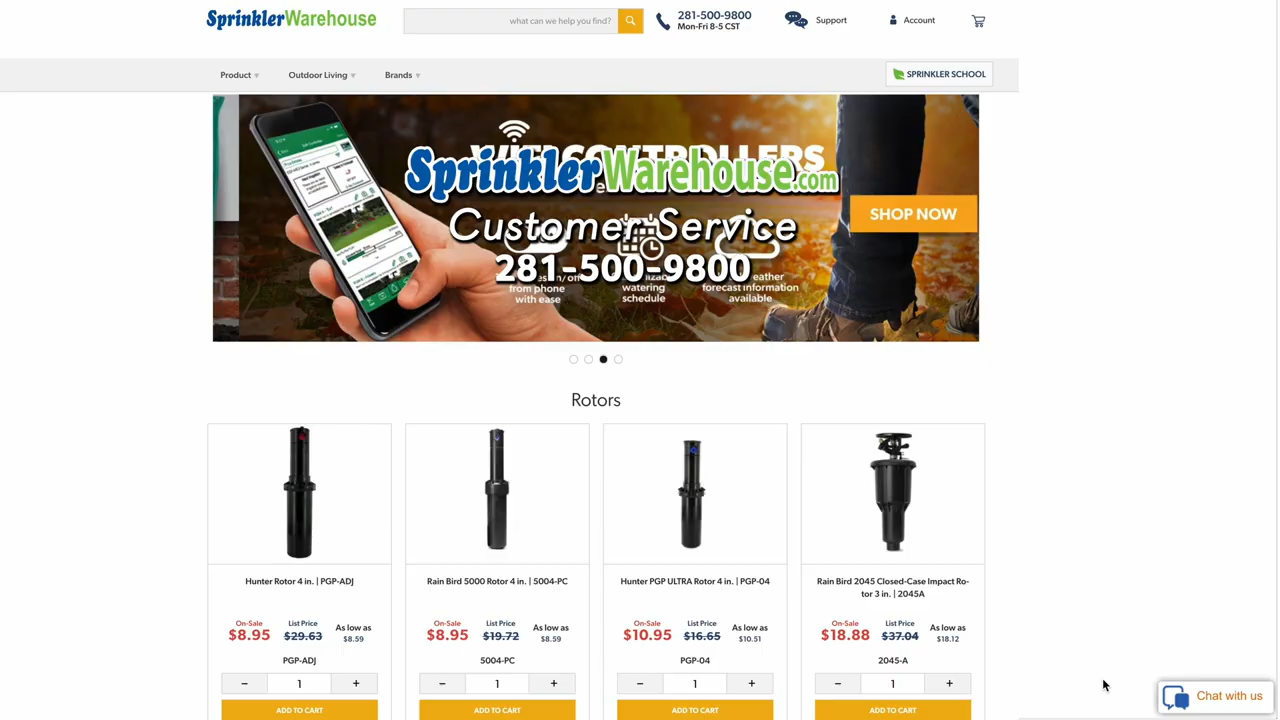 SprinklerWarehouse
what can we help you find?
281-500-9800
Mon-Fri 8-5 CST
Support
Account
Product
Outdoor Living
Brands
SPRINKLER SCHOOL
SprinklerWarehouse.com
Customer Service
281-500-9800
SHOP NOW
from phone
with ease
watering
schedule
forecast information
available
Rotors
Hunter Rotor 4 in. | PGP-ADJ
On-Sale
$8.95
List Price
$29.63
As low as
$8.59
PGP-ADJ
− 1 +
ADD TO CART
Rain Bird 5000 Rotor 4 in. | 5004-PC
On-Sale
$8.95
List Price
$19.72
As low as
$8.59
5004-PC
− 1 +
ADD TO CART
Hunter PGP ULTRA Rotor 4 in. | PGP-04
On-Sale
$10.95
List Price
$16.65
As low as
$10.51
PGP-04
− 1 +
ADD TO CART
Rain Bird 2045 Closed-Case Impact Ro-
tor 3 in. | 2045A
On-Sale
$18.88
List Price
$37.04
As low as
$18.12
2045-A
− 1 +
ADD TO CART
Chat with us